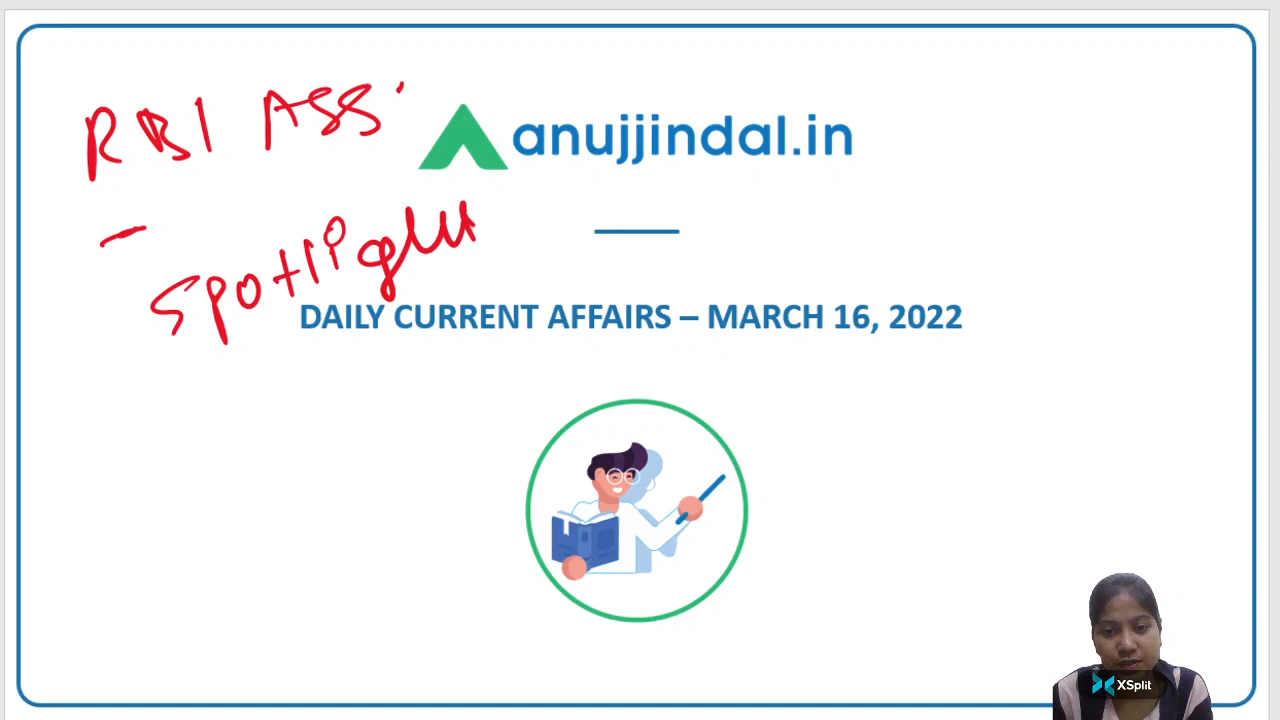 RBI ASS.
anujjindal.in
– Spotlight
DAILY CURRENT AFFAIRS – MARCH 16, 2022
XSplit